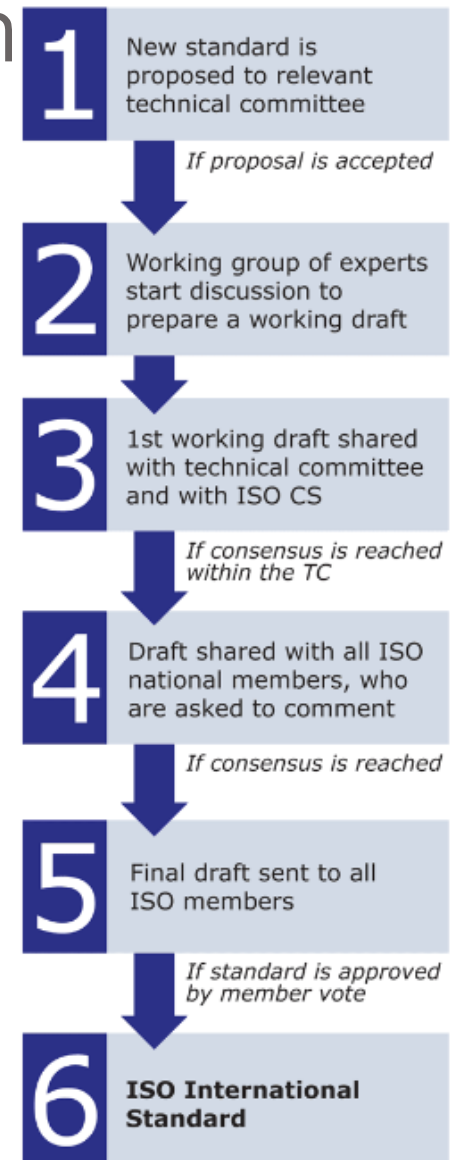 n
1
New standard is
proposed to relevant
technical committee
If proposal is accepted
2
Working group of experts
start discussion to
prepare a working draft
3
1st working draft shared
with technical committee
and with ISO CS
If consensus is reached
within the TC
4
Draft shared with all ISO
national members, who
are asked to comment
If consensus is reached
5
Final draft sent to all
ISO members
If standard is approved
by member vote
6
ISO International
Standard